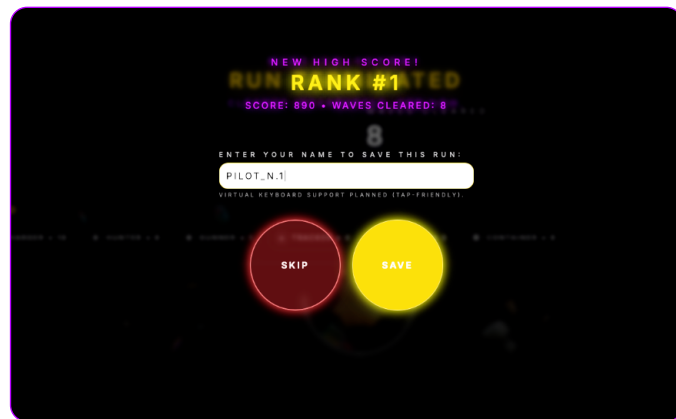 NEW HIGH SCORE!
RANK #1
SCORE: 890 • WAVES CLEARED: 8
8
ENTER YOUR NAME TO SAVE THIS RUN:
PILOT_N.1
VIRTUAL KEYBOARD SUPPORT PLANNED (TAP-FRIENDLY).
SKIP
SAVE